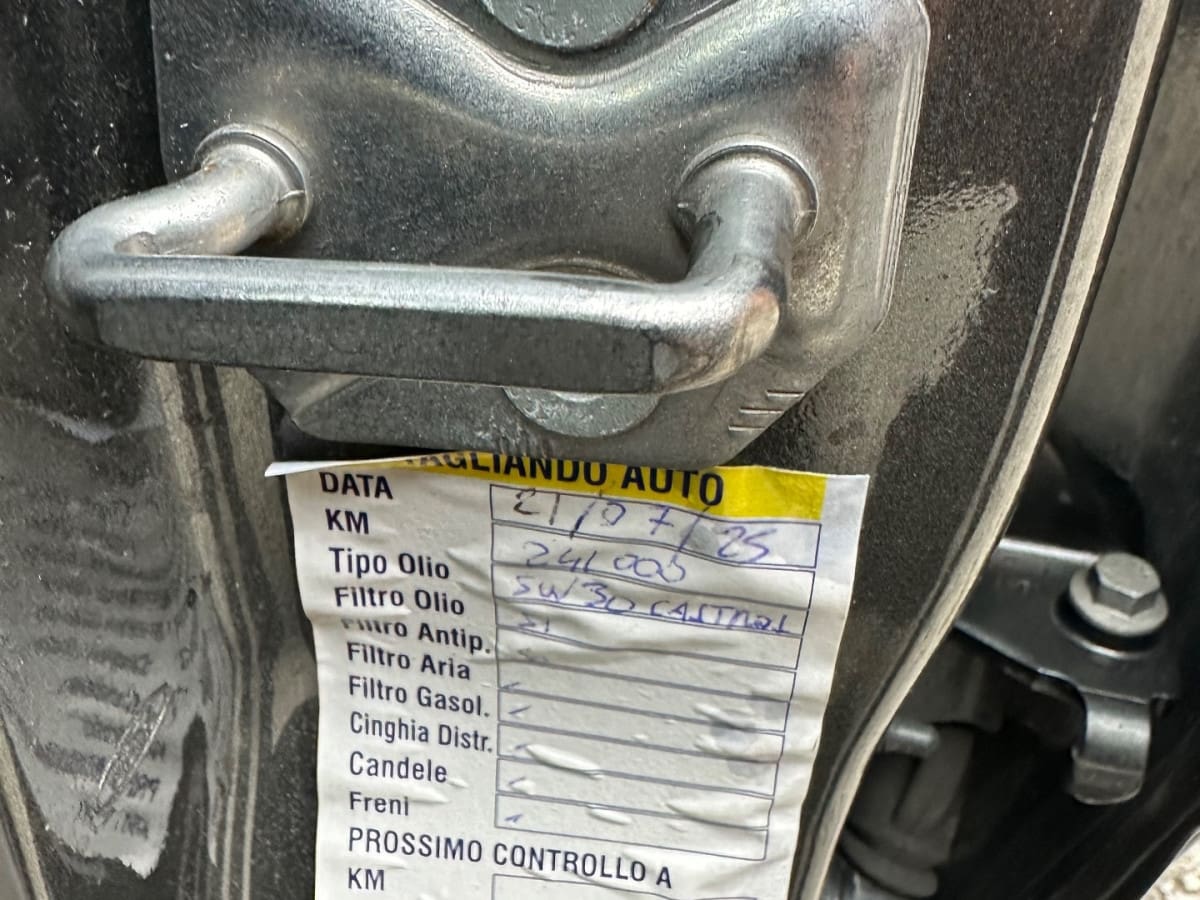 TAGLIANDO AUTO
DATA 21/07/25
KM 241000
Tipo Olio 5W30 CASTROL
Filtro Olio SI
Filtro Antip.
Filtro Aria
Filtro Gasol.
Cinghia Distr.
Candele
Freni
PROSSIMO CONTROLLO A
KM